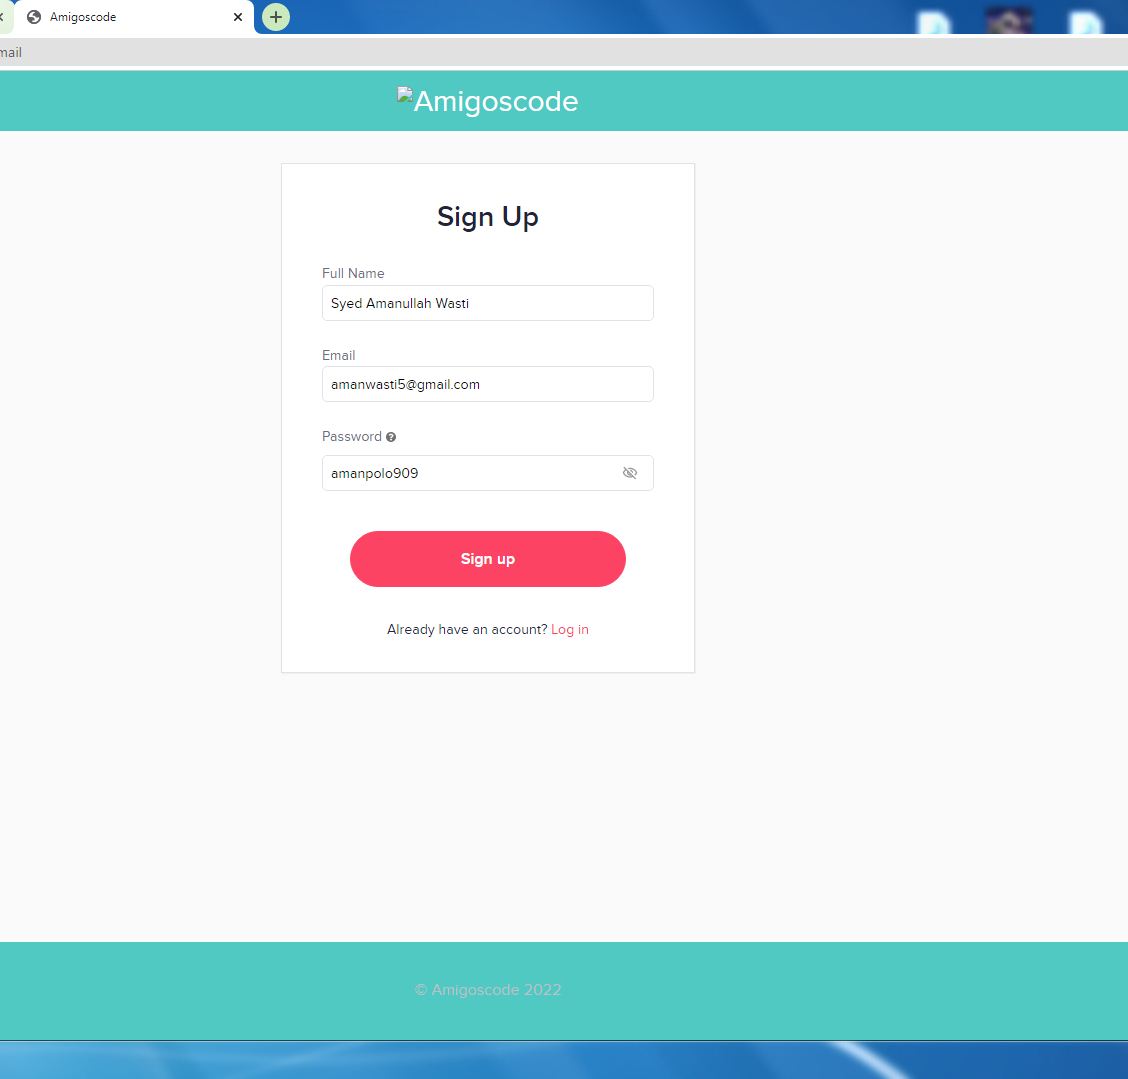 Amigoscode
mail
Amigoscode
Sign Up
Full Name
Syed Amanullah Wasti
Email
amanwasti5@gmail.com
Password
amanpolo909
Sign up
Already have an account? Log in
© Amigoscode 2022